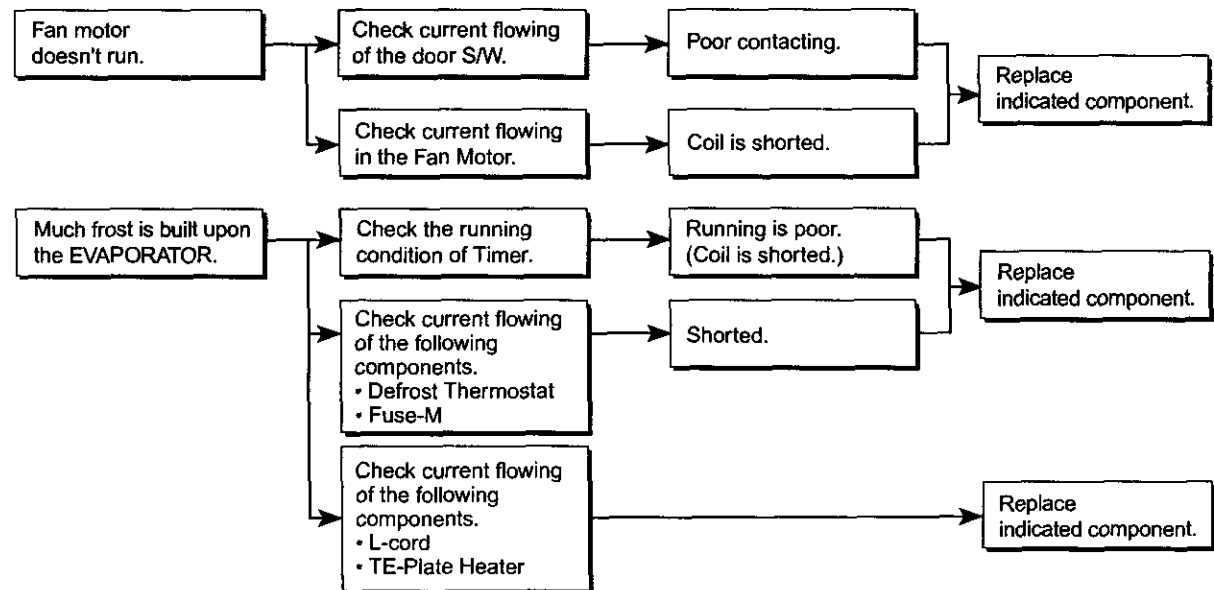 Fan motor
doesn't run.
Check current flowing
of the door S/W.
Poor contacting.
Replace
indicated component.
Check current flowing
in the Fan Motor.
Coil is shorted.
Much frost is built upon
the EVAPORATOR.
Check the running
condition of Timer.
Running is poor.
(Coil is shorted.)
Replace
indicated component.
Check current flowing
of the following
components.
• Defrost Thermostat
• Fuse-M
Shorted.
Check current flowing
of the following
components.
• L-cord
• TE-Plate Heater
Replace
indicated component.